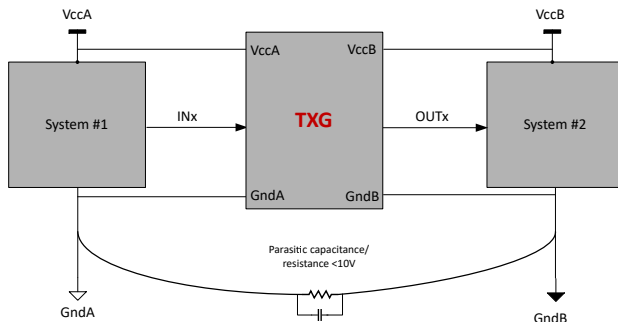 VccA
VccB
VccA
VccB
System #1
INx
TXG
OUTx
System #2
GndA
GndB
Parasitic capacitance/
resistance <10V
GndA
GndB